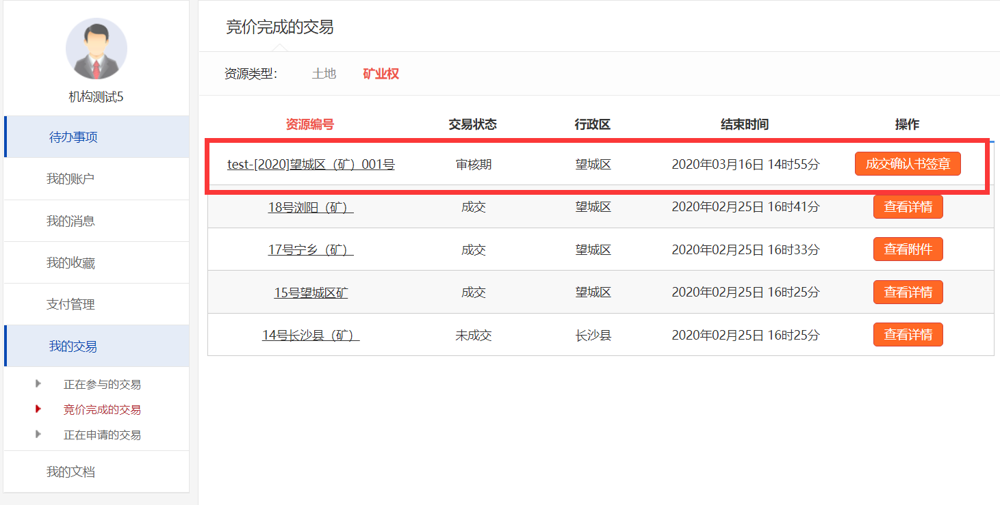 机构测试5
待办事项
我的账户
我的消息
我的收藏
支付管理
我的交易
正在参与的交易
竞价完成的交易
正在申请的交易
我的文档
竞价完成的交易
资源类型： 土地 矿业权
资源编号 交易状态 行政区 结束时间 操作
test-[2020]望城区（矿）001号 审核期 望城区 2020年03月16日 14时55分 成交确认书签章
18号浏阳（矿） 成交 望城区 2020年02月25日 16时41分 查看详情
17号宁乡（矿） 成交 望城区 2020年02月25日 16时33分 查看附件
15号望城区矿 成交 望城区 2020年02月25日 16时25分 查看详情
14号长沙县（矿） 未成交 长沙县 2020年02月25日 16时25分 查看详情